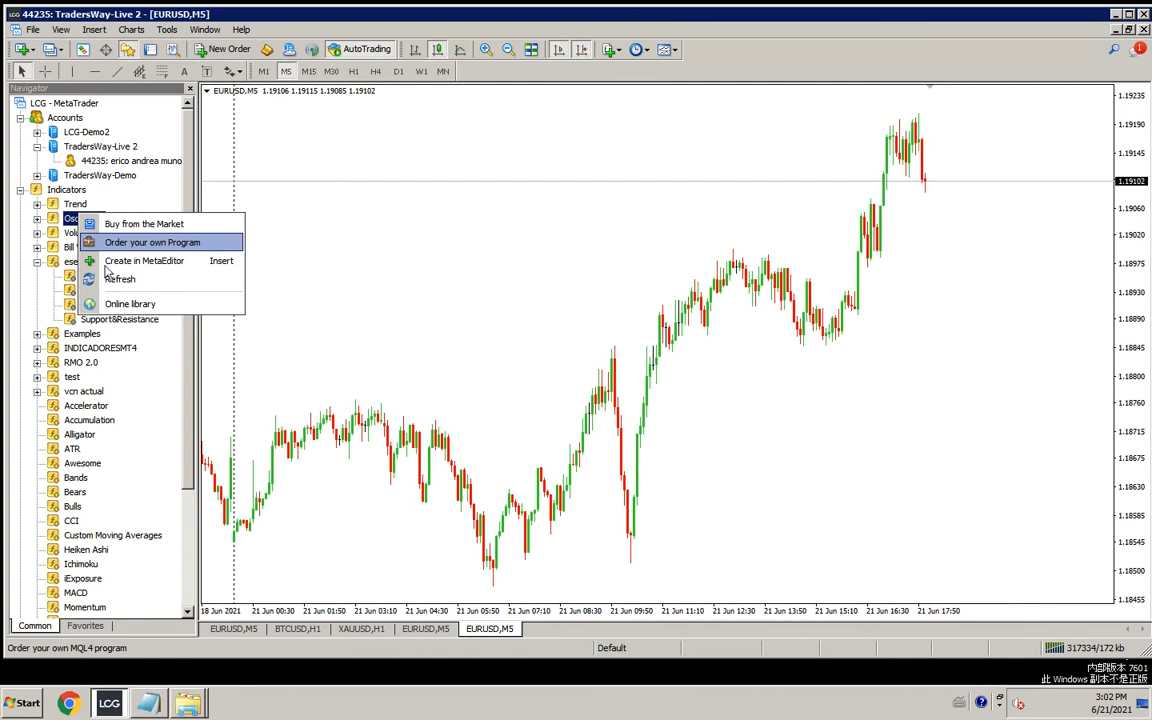 44235: TradersWay-Live 2 - [EURUSD,M5]
File View Insert Charts Tools Window Help
New Order AutoTrading 1
M1 M5 M15 M30 H1 H4 D1 W1 MN
Navigator
LCG - MetaTrader
Accounts
LCG-Demo2
TradersWay-Live 2
44235: erico andrea muno
TradersWay-Demo
Indicators
Trend
Osc
Volu
Bill
ese
Buy from the Market
Order your own Program
Create in MetaEditor Insert
Refresh
Online library
Support&Resistance
Examples
INDICADORESMT4
RMO 2.0
test
vcn actual
Accelerator
Accumulation
Alligator
ATR
Awesome
Bands
Bears
Bulls
CCI
Custom Moving Averages
Heiken Ashi
Ichimoku
iExposure
MACD
Momentum
Common Favorites
EURUSD,M5 1.19106 1.19115 1.19085 1.19102
1.19235
1.19190
1.19145
1.19102
1.19060
1.19020
1.18975
1.18930
1.18890
1.18845
1.18800
1.18760
1.18715
1.18675
1.18630
1.18585
1.18545
1.18500
1.18455
18 Jun 2021 21 Jun 00:30 21 Jun 01:50 21 Jun 03:10 21 Jun 04:30 21 Jun 05:50 21 Jun 07:10 21 Jun 08:30 21 Jun 09:50 21 Jun 11:10 21 Jun 12:30 21 Jun 13:50 21 Jun 15:10 21 Jun 16:30 21 Jun 17:50
EURUSD,M5 BTCUSD,H1 XAUUSD,H1 EURUSD,M5 EURUSD,M5
Order your own MQL4 program Default 317334/172 kb
内部版本 7601
此 Windows 副本不是正版
Start LCG 3:02 PM
6/21/2021